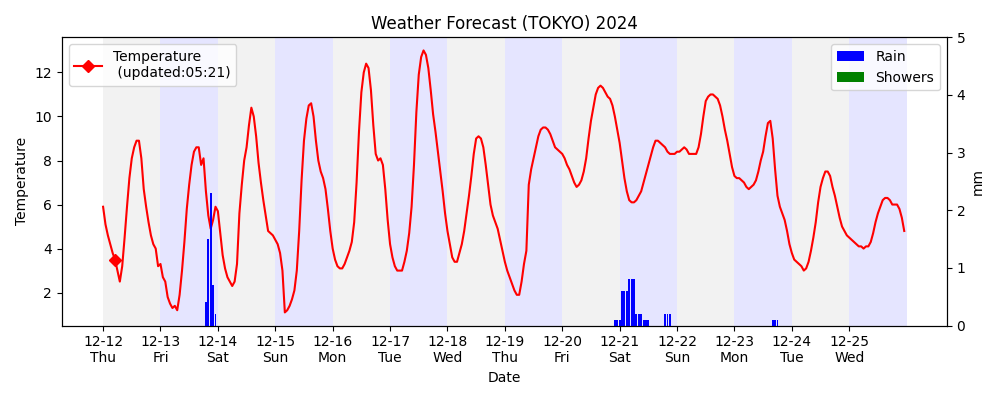 Weather Forecast (TOKYO) 2024
Temperature
(updated:05:21)
Rain
Showers
Temperature
12
10
8
6
4
2
5
4
3
2
1
0
mm
12-12 12-13 12-14 12-15 12-16 12-17 12-18 12-19 12-20 12-21 12-22 12-23 12-24 12-25
Thu Fri Sat Sun Mon Tue Wed Thu Fri Sat Sun Mon Tue Wed
Date